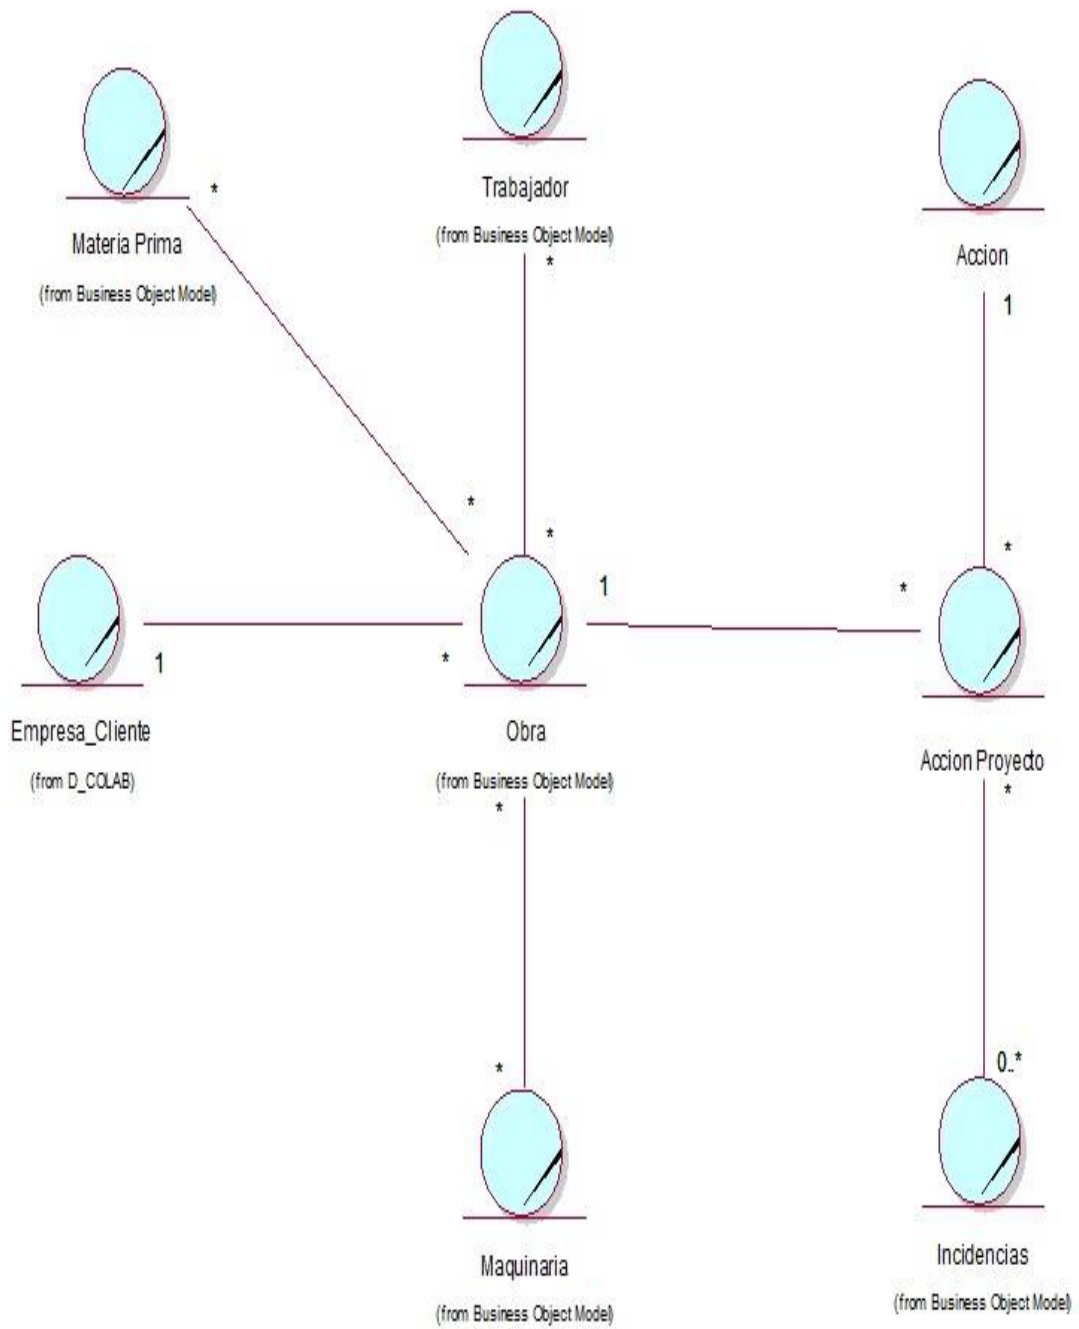 Trabajador
(from Business Object Model)
*
Materia Prima
(from Business Object Model)
*
Accion
1
*
*
*
1
*
*
Empresa_Cliente
(from D_COLAB)
1
*
Obra
(from Business Object Model)
*
Accion Proyecto
*
*
Maquinaria
(from Business Object Model)
0..*
Incidencias
(from Business Object Model)